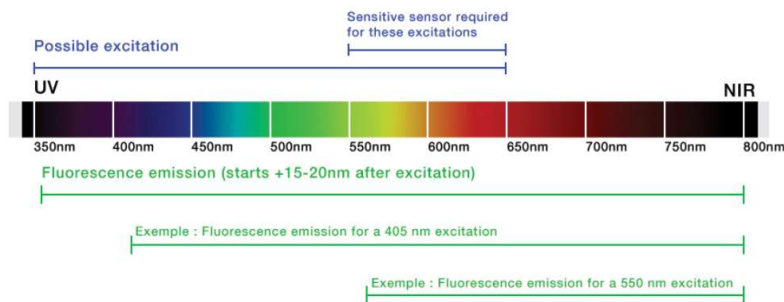 Sensitive sensor required
for these excitations
Possible excitation
UV
NIR
350nm 400nm 450nm 500nm 550nm 600nm 650nm 700nm 750nm 800nm
Fluorescence emission (starts +15-20nm after excitation)
Exemple : Fluorescence emission for a 405 nm excitation
Exemple : Fluorescence emission for a 550 nm excitation